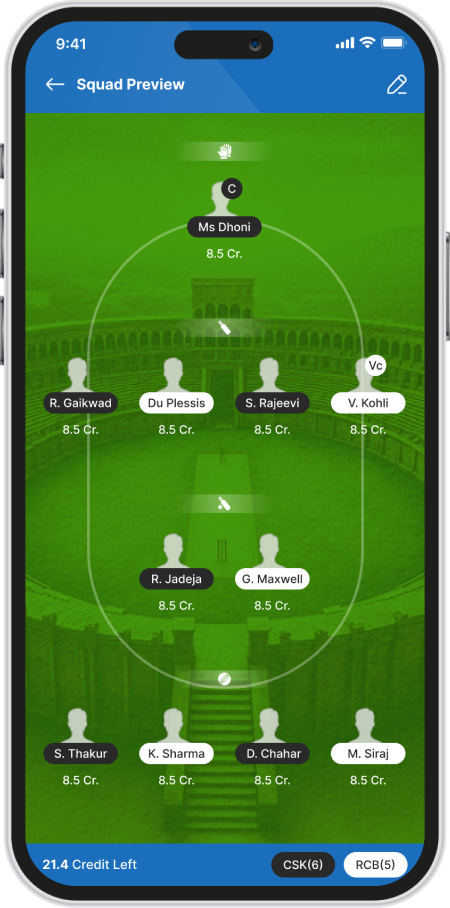 9:41
Squad Preview
C
Ms Dhoni
8.5 Cr.
Vc
R. Gaikwad Du Plessis S. Rajeevi V. Kohli
8.5 Cr. 8.5 Cr. 8.5 Cr. 8.5 Cr.
R. Jadeja G. Maxwell
8.5 Cr. 8.5 Cr.
S. Thakur K. Sharma D. Chahar M. Siraj
8.5 Cr. 8.5 Cr. 8.5 Cr. 8.5 Cr.
21.4 Credit Left CSK(6) RCB(5)